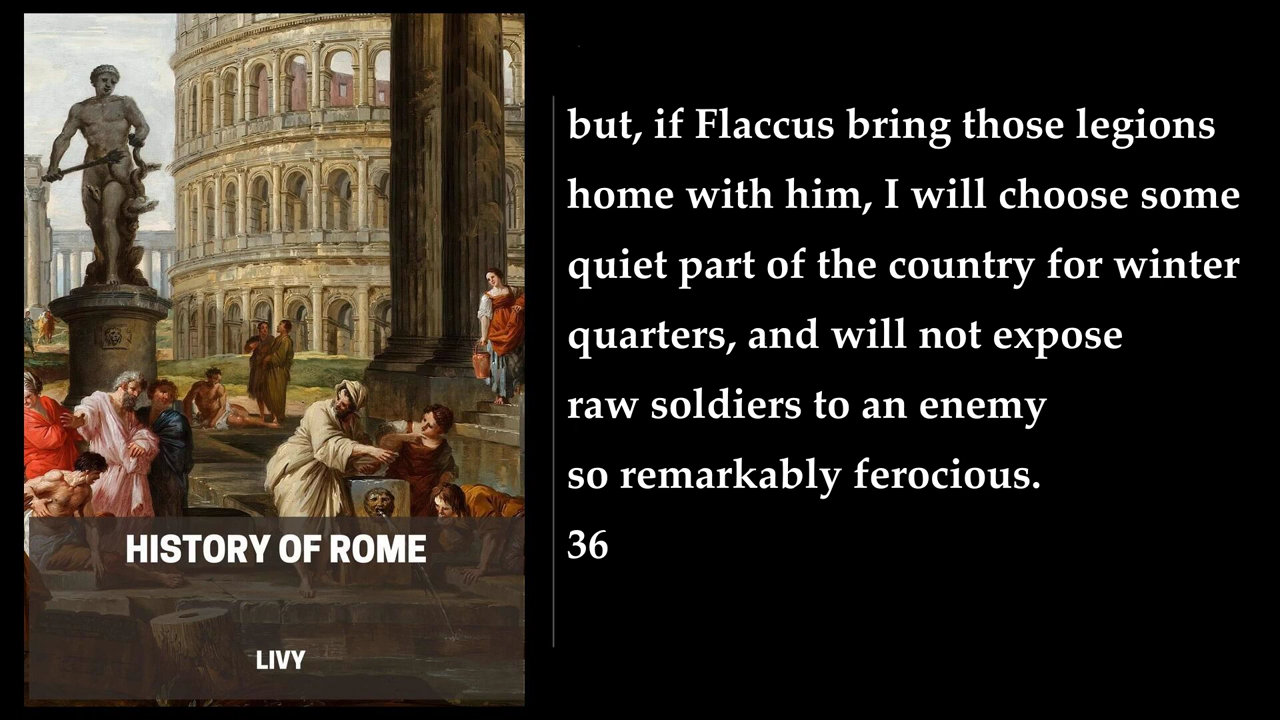 HISTORY OF ROME
LIVY
but, if Flaccus bring those legions
home with him, I will choose some
quiet part of the country for winter
quarters, and will not expose
raw soldiers to an enemy
so remarkably ferocious.
36